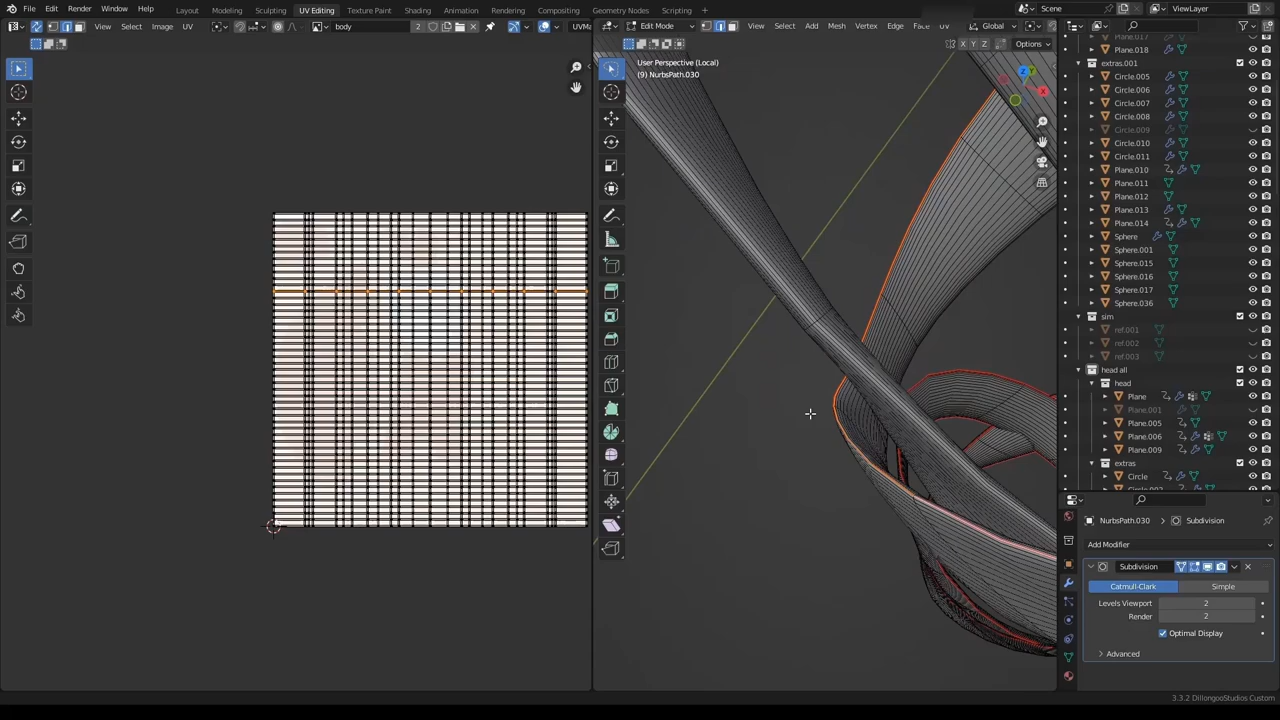 File Edit Render Window Help Layout Modeling Sculpting UV Editing Texture Paint Shading Animation Rendering Compositing Geometry Nodes Scripting + Scene ViewLayer
View Select Image UV body 2 UVMa Edit Mode View Select Add Mesh Vertex Edge Face UV Global
X Y Z Options
User Perspective (Local)
(9) NurbsPath.030
Plane.017
Plane.018
extras.001
Circle.005
Circle.006
Circle.007
Circle.008
Circle.009
Circle.010
Circle.011
Plane.010
Plane.011
Plane.012
Plane.013
Plane.014
Sphere
Sphere.001
Sphere.015
Sphere.016
Sphere.017
Sphere.036
sim
ref.001
ref.002
ref.003
head all
head
Plane
Plane.001
Plane.005
Plane.006
Plane.009
extras
Circle
NurbsPath.030 > Subdivision
Add Modifier
Subdivision
Catmull-Clark Simple
Levels Viewport 2
Render 2
Optimal Display
Advanced
3.3.2 DillongooStudios Custom